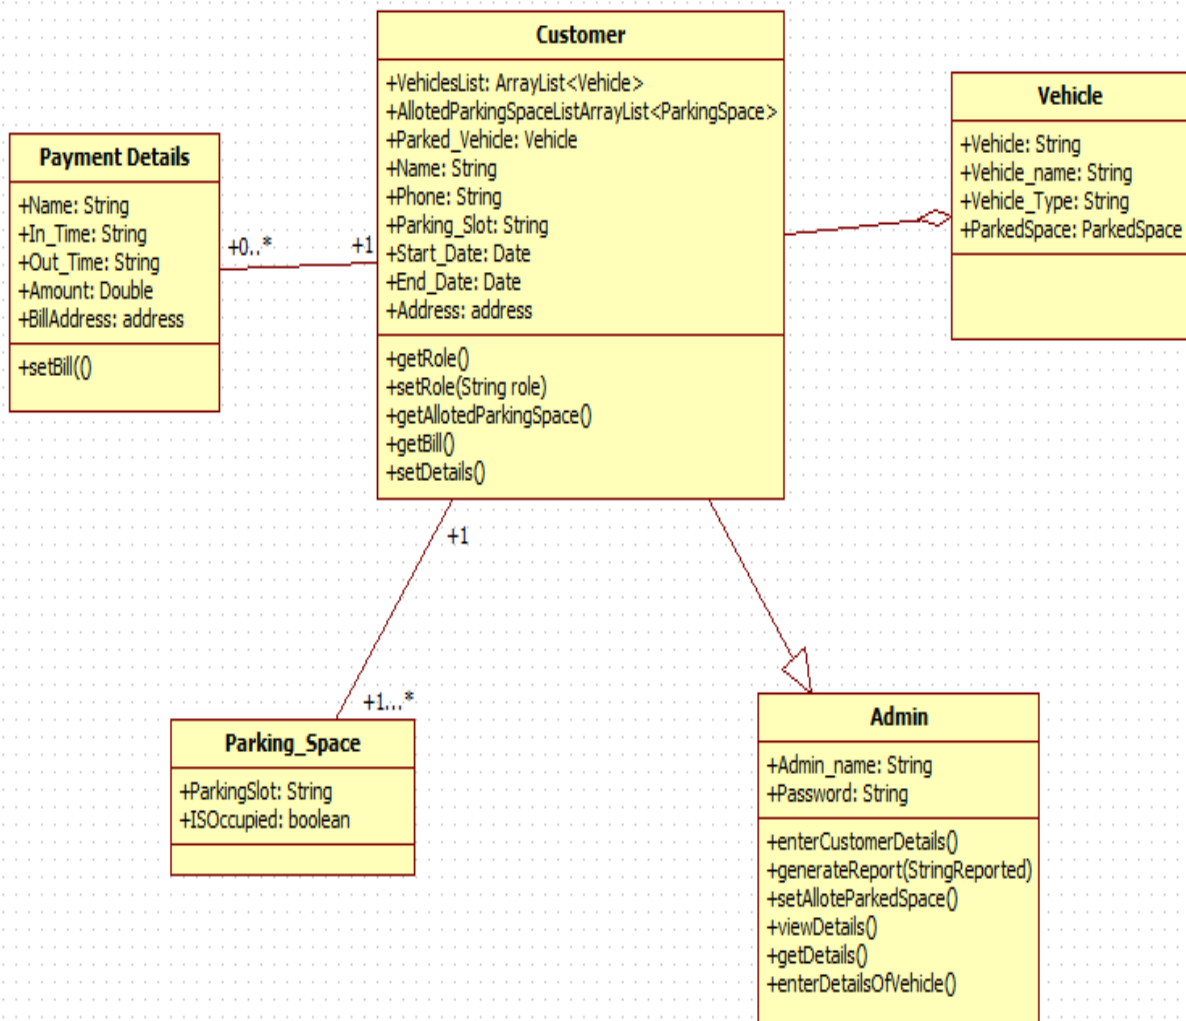 Customer
+VehiclesList: ArrayList<Vehicle>
+AllotedParkingSpaceListArrayList<ParkingSpace>
+Parked_Vehicle: Vehicle
+Name: String
+Phone: String
+Parking_Slot: String
+Start_Date: Date
+End_Date: Date
+Address: address
+getRole()
+setRole(String role)
+getAllotedParkingSpace()
+getBill()
+setDetails()
Vehicle
+Vehicle: String
+Vehicle_name: String
+Vehicle_Type: String
+ParkedSpace: ParkedSpace
Payment Details
+Name: String
+In_Time: String
+Out_Time: String
+Amount: Double
+BillAddress: address
+setBill(()
+0..*
+1
+1
+1...*
Parking_Space
+ParkingSlot: String
+ISOccupied: boolean
Admin
+Admin_name: String
+Password: String
+enterCustomerDetails()
+generateReport(StringReported)
+setAlloteParkedSpace()
+viewDetails()
+getDetails()
+enterDetailsOfVehicle()